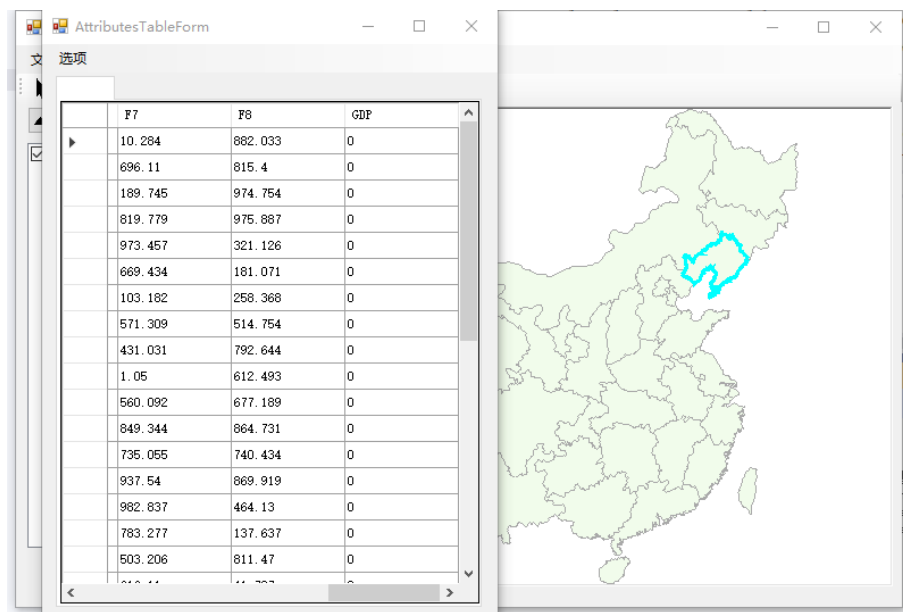 AttributesTableForm
文
选项
F7 F8 GDP
10.284 882.033 0
696.11 815.4 0
189.745 974.754 0
819.779 975.887 0
973.457 321.126 0
669.434 181.071 0
103.182 258.368 0
571.309 514.754 0
431.031 792.644 0
1.05 612.493 0
560.092 677.189 0
849.344 864.731 0
735.055 740.434 0
937.54 869.919 0
982.837 464.13 0
783.277 137.637 0
503.206 811.47 0